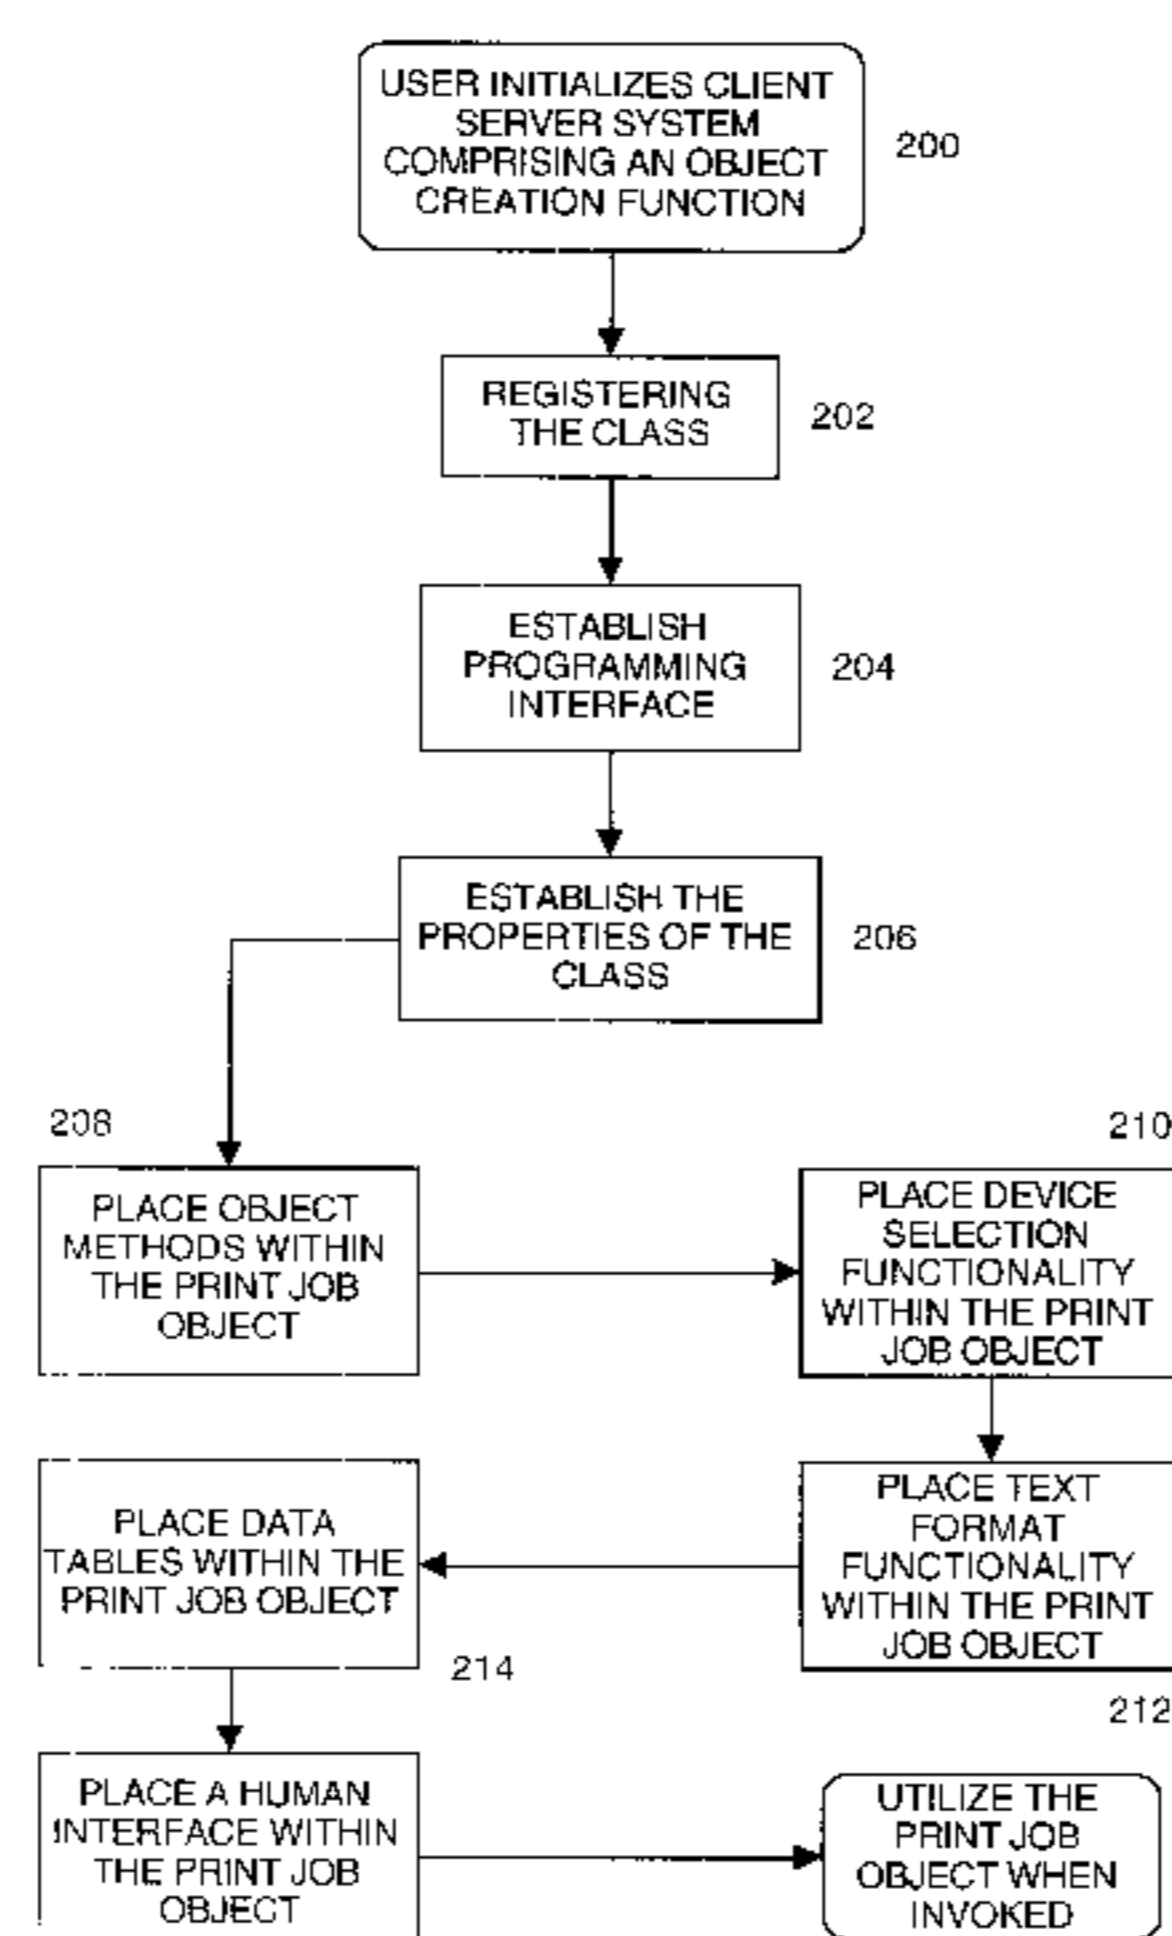 USER INITIALIZES CLIENT
SERVER SYSTEM
COMPRISING AN OBJECT
CREATION FUNCTION
200
REGISTERING
THE CLASS
202
ESTABLISH
PROGRAMMING
INTERFACE
204
ESTABLISH THE
PROPERTIES OF THE
CLASS
206
208
PLACE OBJECT
METHODS WITHIN
THE PRINT JOB
OBJECT
210
PLACE DEVICE
SELECTION
FUNCTIONALITY
WITHIN THE PRINT
JOB OBJECT
PLACE TEXT
FORMAT
FUNCTIONALITY
WITHIN THE PRINT
JOB OBJECT
212
PLACE DATA
TABLES WITHIN THE
PRINT JOB OBJECT
214
PLACE A HUMAN
INTERFACE WITHIN
THE PRINT JOB
OBJECT
UTILIZE THE
PRINT JOB
OBJECT WHEN
INVOKED